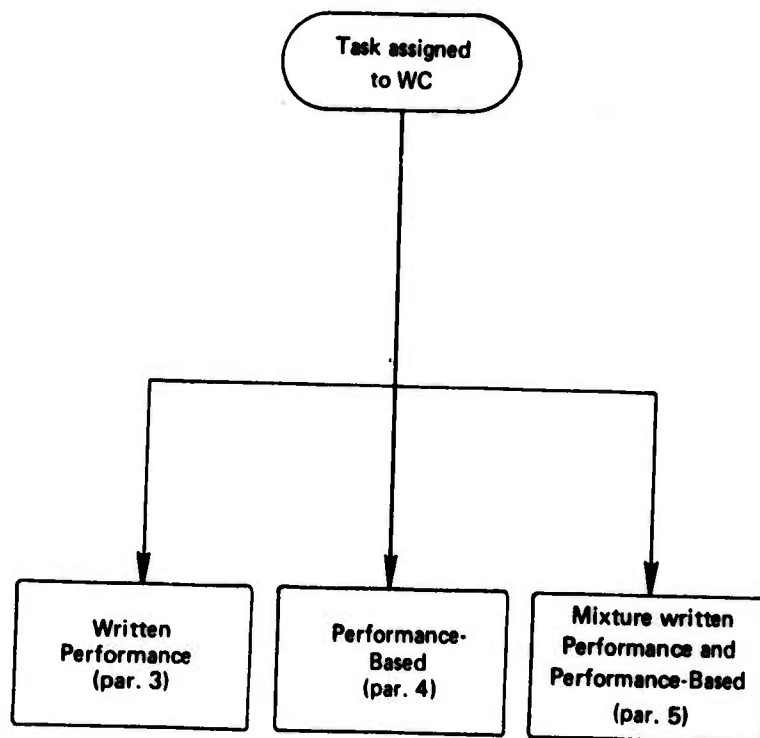 Task assigned
to WC
Written
Performance
(par. 3)
Performance-
Based
(par. 4)
Mixture written
Performance and
Performance-Based
(par. 5)